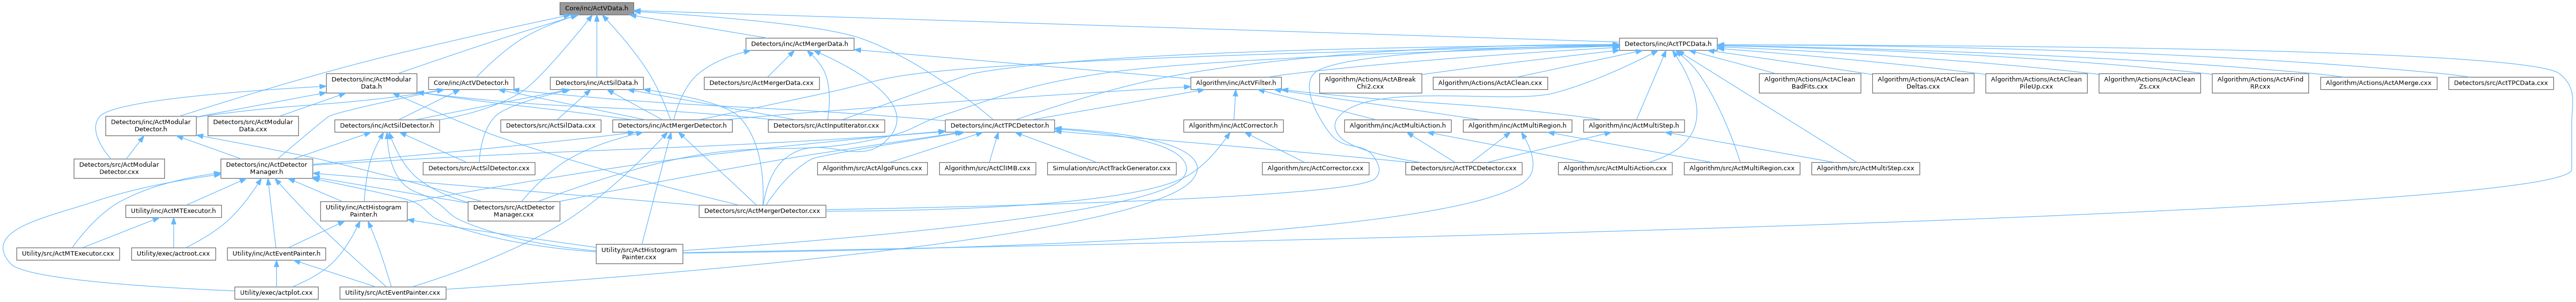 Core/inc/ActVData.h
Detectors/inc/ActMergerData.h
Detectors/inc/ActTPCData.h
Detectors/inc/ActModular
Data.h
Core/inc/ActVDetector.h
Detectors/inc/ActSilData.h
Detectors/src/ActMergerData.cxx
Algorithm/inc/ActVFilter.h
Algorithm/Actions/ActABreak
Chi2.cxx
Algorithm/Actions/ActAClean.cxx
Algorithm/Actions/ActAClean
BadFits.cxx
Algorithm/Actions/ActAClean
Deltas.cxx
Algorithm/Actions/ActAClean
PileUp.cxx
Algorithm/Actions/ActAClean
Zs.cxx
Algorithm/Actions/ActAFind
RP.cxx
Algorithm/Actions/ActAMerge.cxx
Detectors/src/ActTPCData.cxx
Detectors/inc/ActModular
Detector.h
Detectors/src/ActModular
Data.cxx
Detectors/inc/ActSilDetector.h
Detectors/src/ActSilData.cxx
Detectors/inc/ActMergerDetector.h
Detectors/src/ActInputIterator.cxx
Detectors/inc/ActTPCDetector.h
Algorithm/inc/ActCorrector.h
Algorithm/inc/ActMultiAction.h
Algorithm/inc/ActMultiRegion.h
Algorithm/inc/ActMultiStep.h
Detectors/src/ActModular
Detector.cxx
Detectors/inc/ActDetector
Manager.h
Detectors/src/ActSilDetector.cxx
Algorithm/src/ActAlgoFuncs.cxx
Algorithm/src/ActClIMB.cxx
Simulation/src/ActTrackGenerator.cxx
Algorithm/src/ActCorrector.cxx
Detectors/src/ActTPCDetector.cxx
Algorithm/src/ActMultiAction.cxx
Algorithm/src/ActMultiRegion.cxx
Algorithm/src/ActMultiStep.cxx
Utility/inc/ActMTExecutor.h
Utility/inc/ActHistogram
Painter.h
Detectors/src/ActDetector
Manager.cxx
Detectors/src/ActMergerDetector.cxx
Utility/src/ActMTExecutor.cxx
Utility/exec/actroot.cxx
Utility/inc/ActEventPainter.h
Utility/src/ActHistogram
Painter.cxx
Utility/exec/actplot.cxx
Utility/src/ActEventPainter.cxx